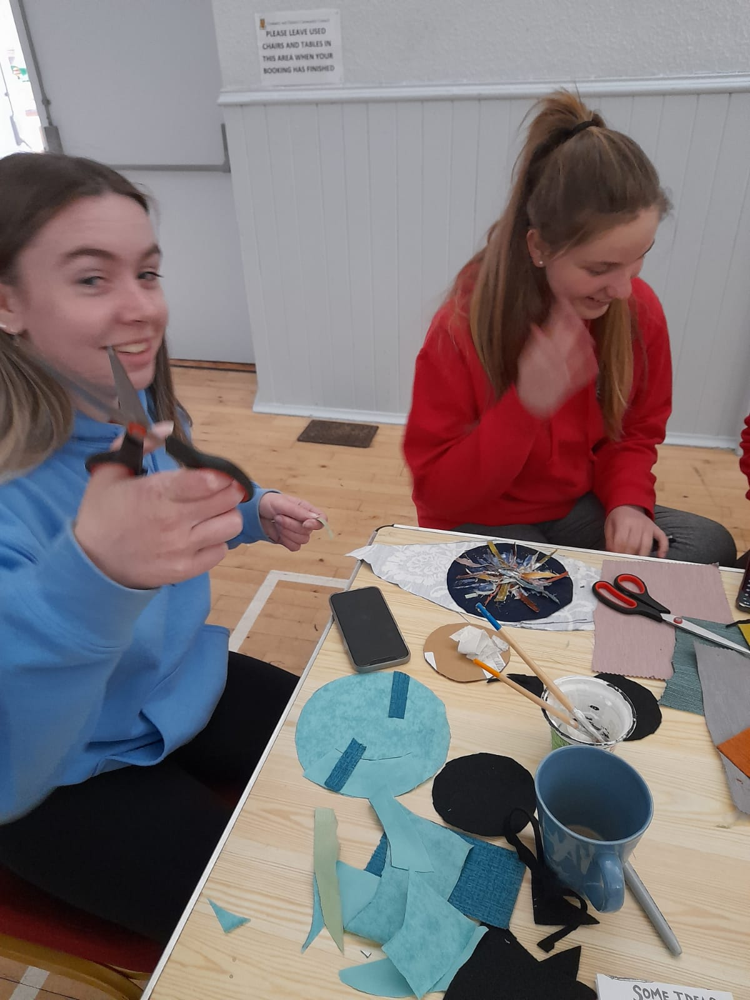 PLEASE LEAVE USED
CHAIRS AND TABLES IN
THIS AREA WHEN YOUR
BOOKING HAS FINISHED
SOME IDEAS